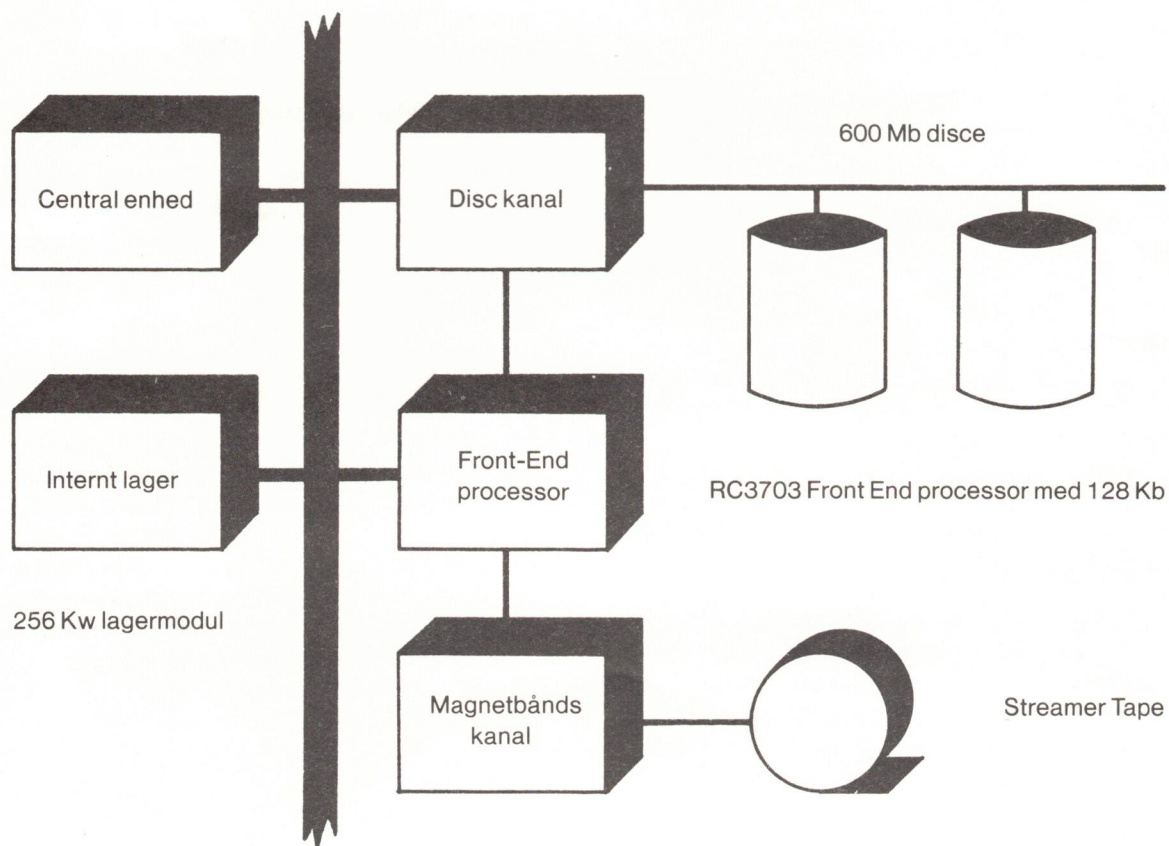 Central enhed
Disc kanal
600 Mb disce
Internt lager
Front-End
processor
RC3703 Front End processor med 128 Kb
256 Kw lagermodul
Magnetbånds
kanal
Streamer Tape